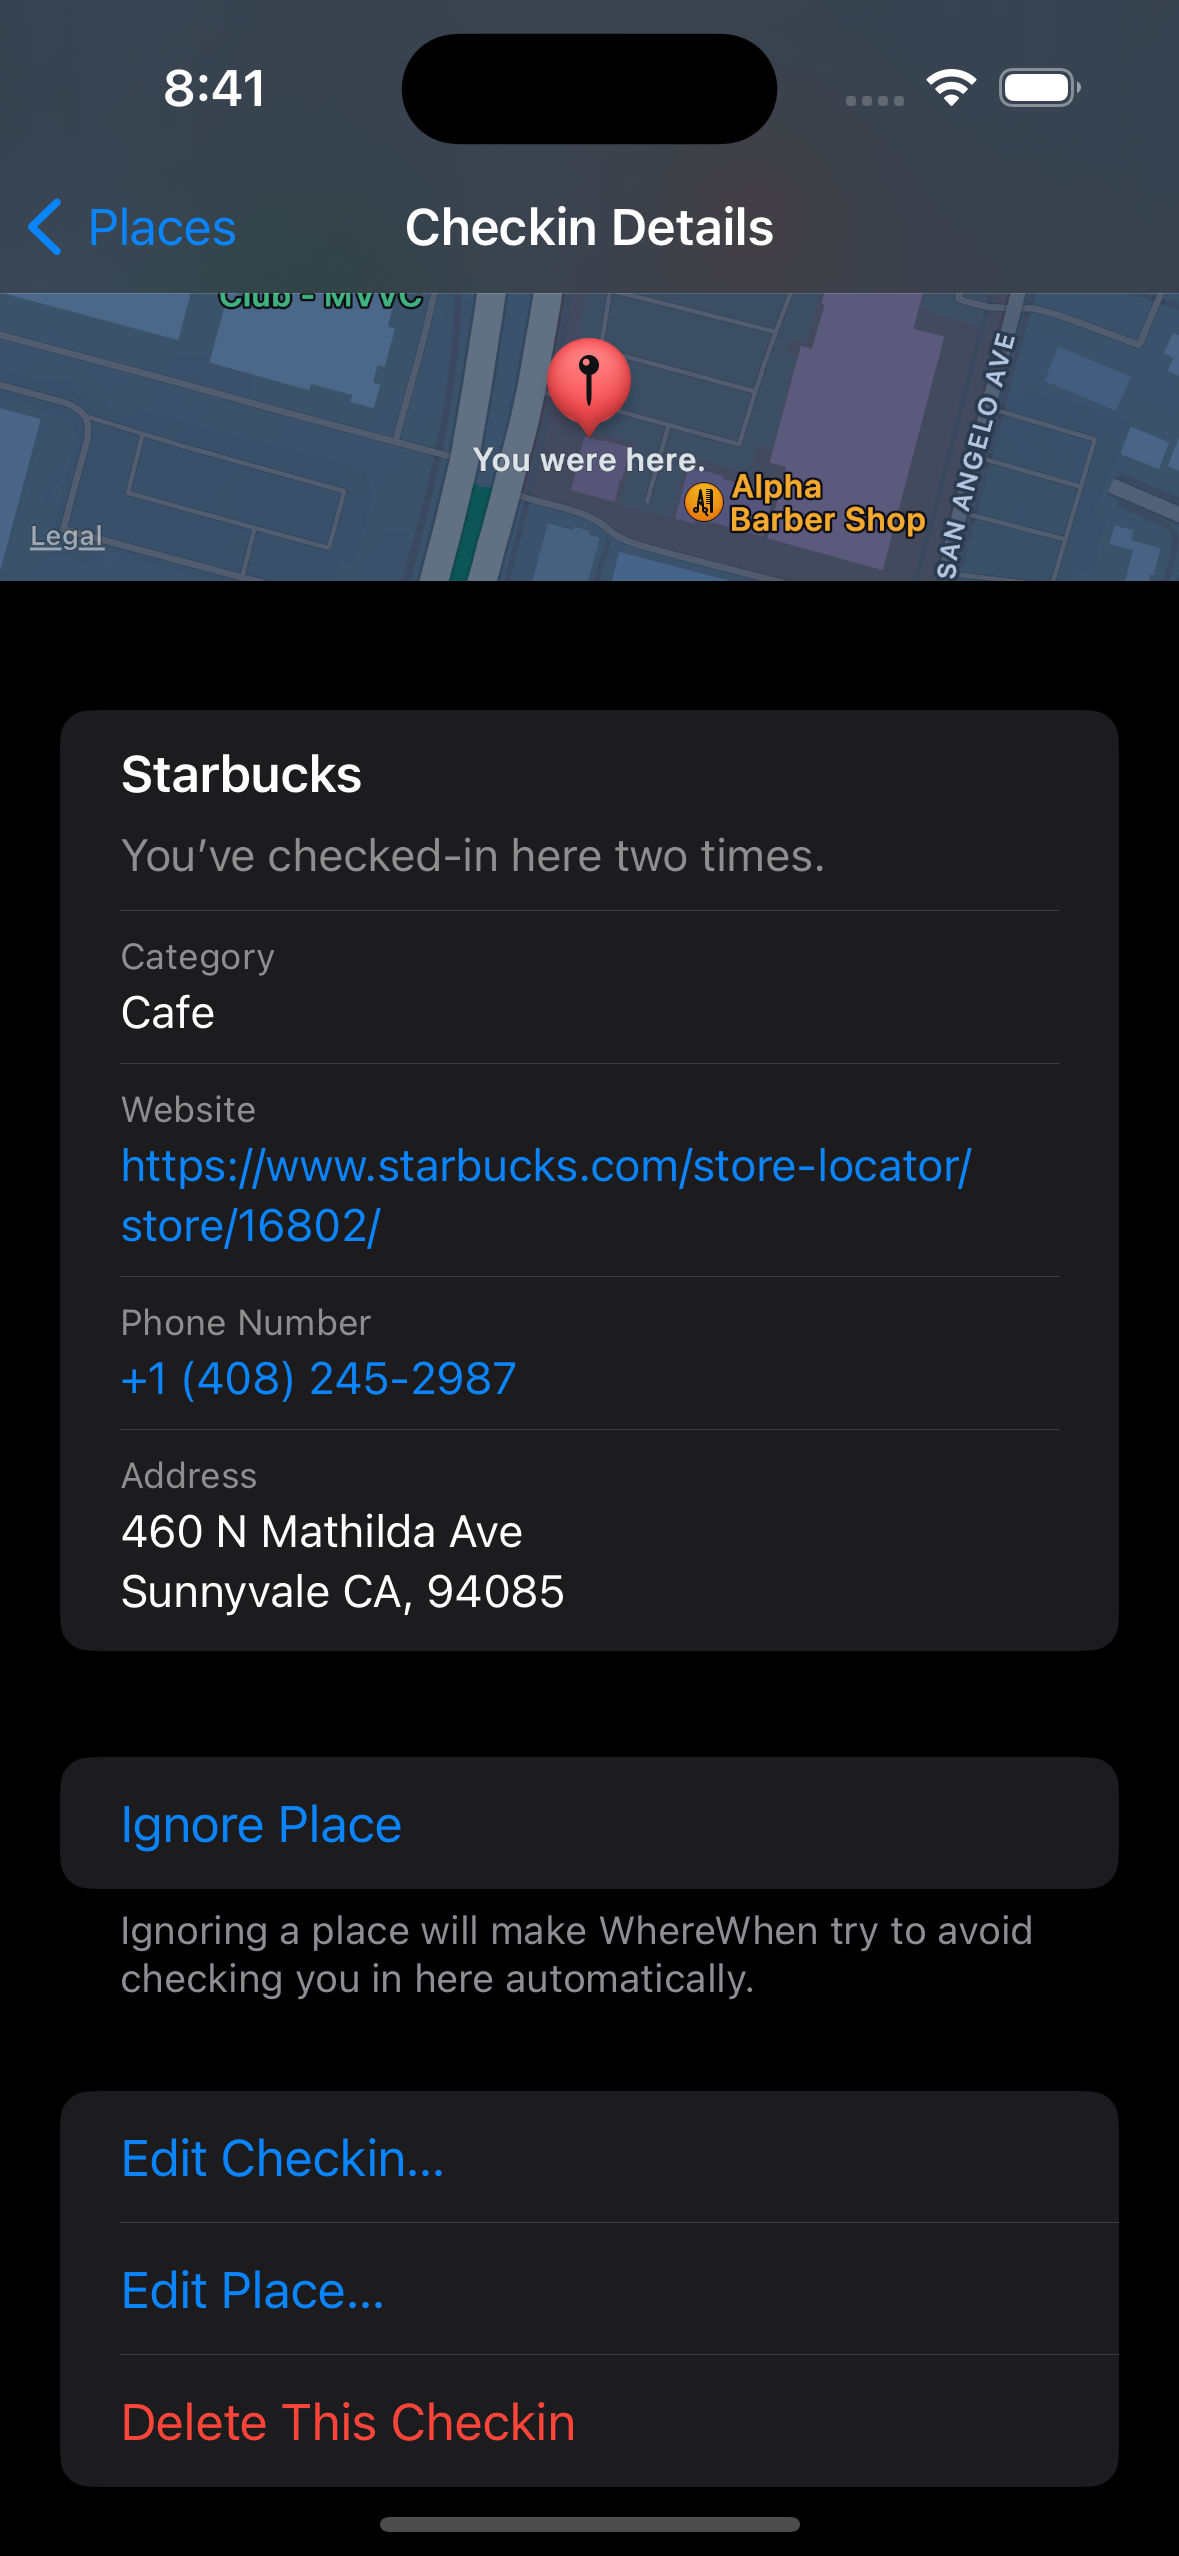 8:41
Places
Checkin Details
Club - MVVC
You were here.
Alpha
Barber Shop
SAN ANGELO AVE
Legal
Starbucks
You’ve checked-in here two times.
Category
Cafe
Website
https://www.starbucks.com/store-locator/
store/16802/
Phone Number
+1 (408) 245-2987
Address
460 N Mathilda Ave
Sunnyvale CA, 94085
Ignore Place
Ignoring a place will make WhereWhen try to avoid
checking you in here automatically.
Edit Checkin...
Edit Place...
Delete This Checkin